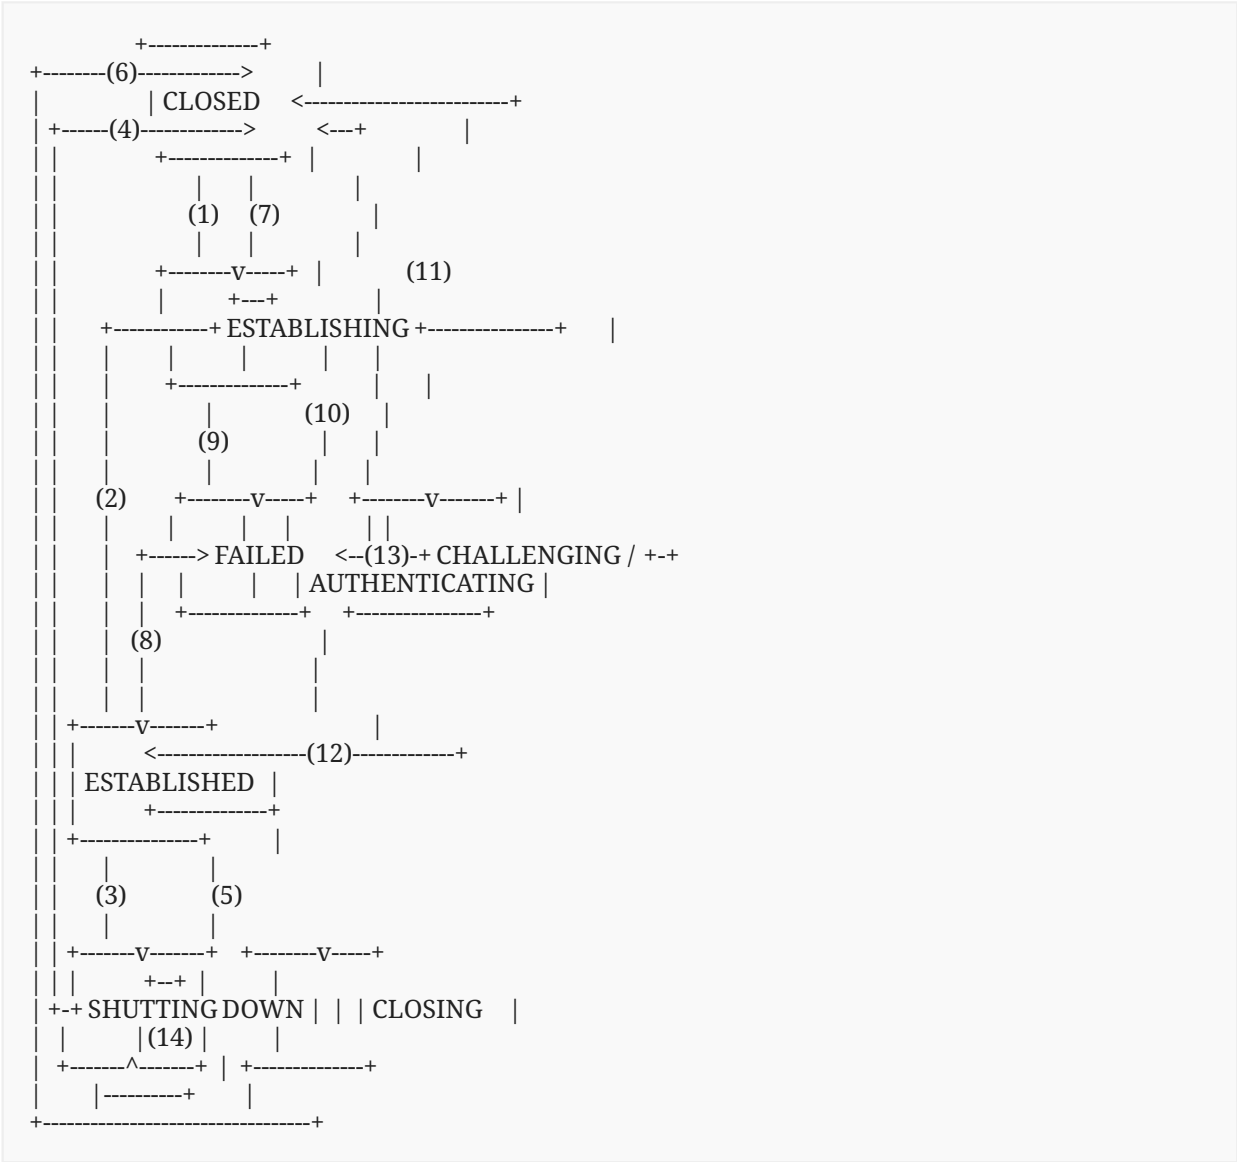 +--------------+
+--------(6)------------->        |
|              | CLOSED    <--------------------------+
| +------(4)------------->        <---+            |
| |            +--------------+  |             |
| |                 |      |             |
| |                (1)    (7)            |
| |                 |      |             |
| |            +--------v-----+  |           (11)
| |            |        +---+            |
| |     +------------+ ESTABLISHING +----------------+      |
| |     |       |        |         |      |
| |     |       +--------------+         |      |
| |     |            |            (10)    |
| |     |           (9)            |      |
| |     |            |            |      |
| |    (2)      +--------v-----+    +--------v-------+ |
| |     |       |        |    |         | |
| |     |   +------> FAILED    <--(13)-+ CHALLENGING / +-+
| |     |   |    |        |    | AUTHENTICATING |
| |     |   |    +--------------+    +----------------+
| |     |  (8)                    |
| |     |   |                    |
| |     |   |                    |
| | +-------v-------+                    |
| | |        <-------------------(12)-------------+
| | | ESTABLISHED  |
| | |        +--------------+
| | +---------------+        |
| |     |            |
| |    (3)          (5)
| |     |            |
| | +-------v-------+   +--------v-----+
| | |        +--+  |        |
| +-+ SHUTTING DOWN |  |  | CLOSING    |
|  |        | (14) |        |
|  +-------^-------+  |  +--------------+
|      |----------+      |
+----------------------------------+